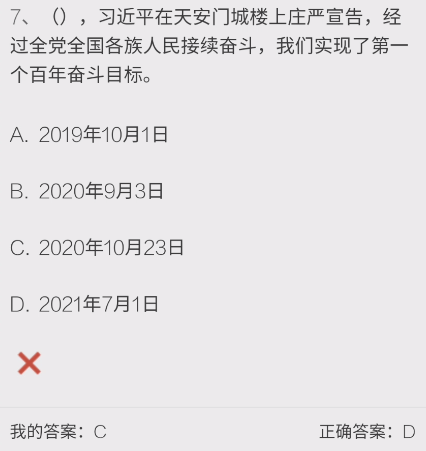 7、（），习近平在天安门城楼上庄严宣告，经
过全党全国各族人民接续奋斗，我们实现了第一
个百年奋斗目标。
A. 2019年10月1日
B. 2020年9月3日
C. 2020年10月23日
D. 2021年7月1日
我的答案：C 正确答案：D